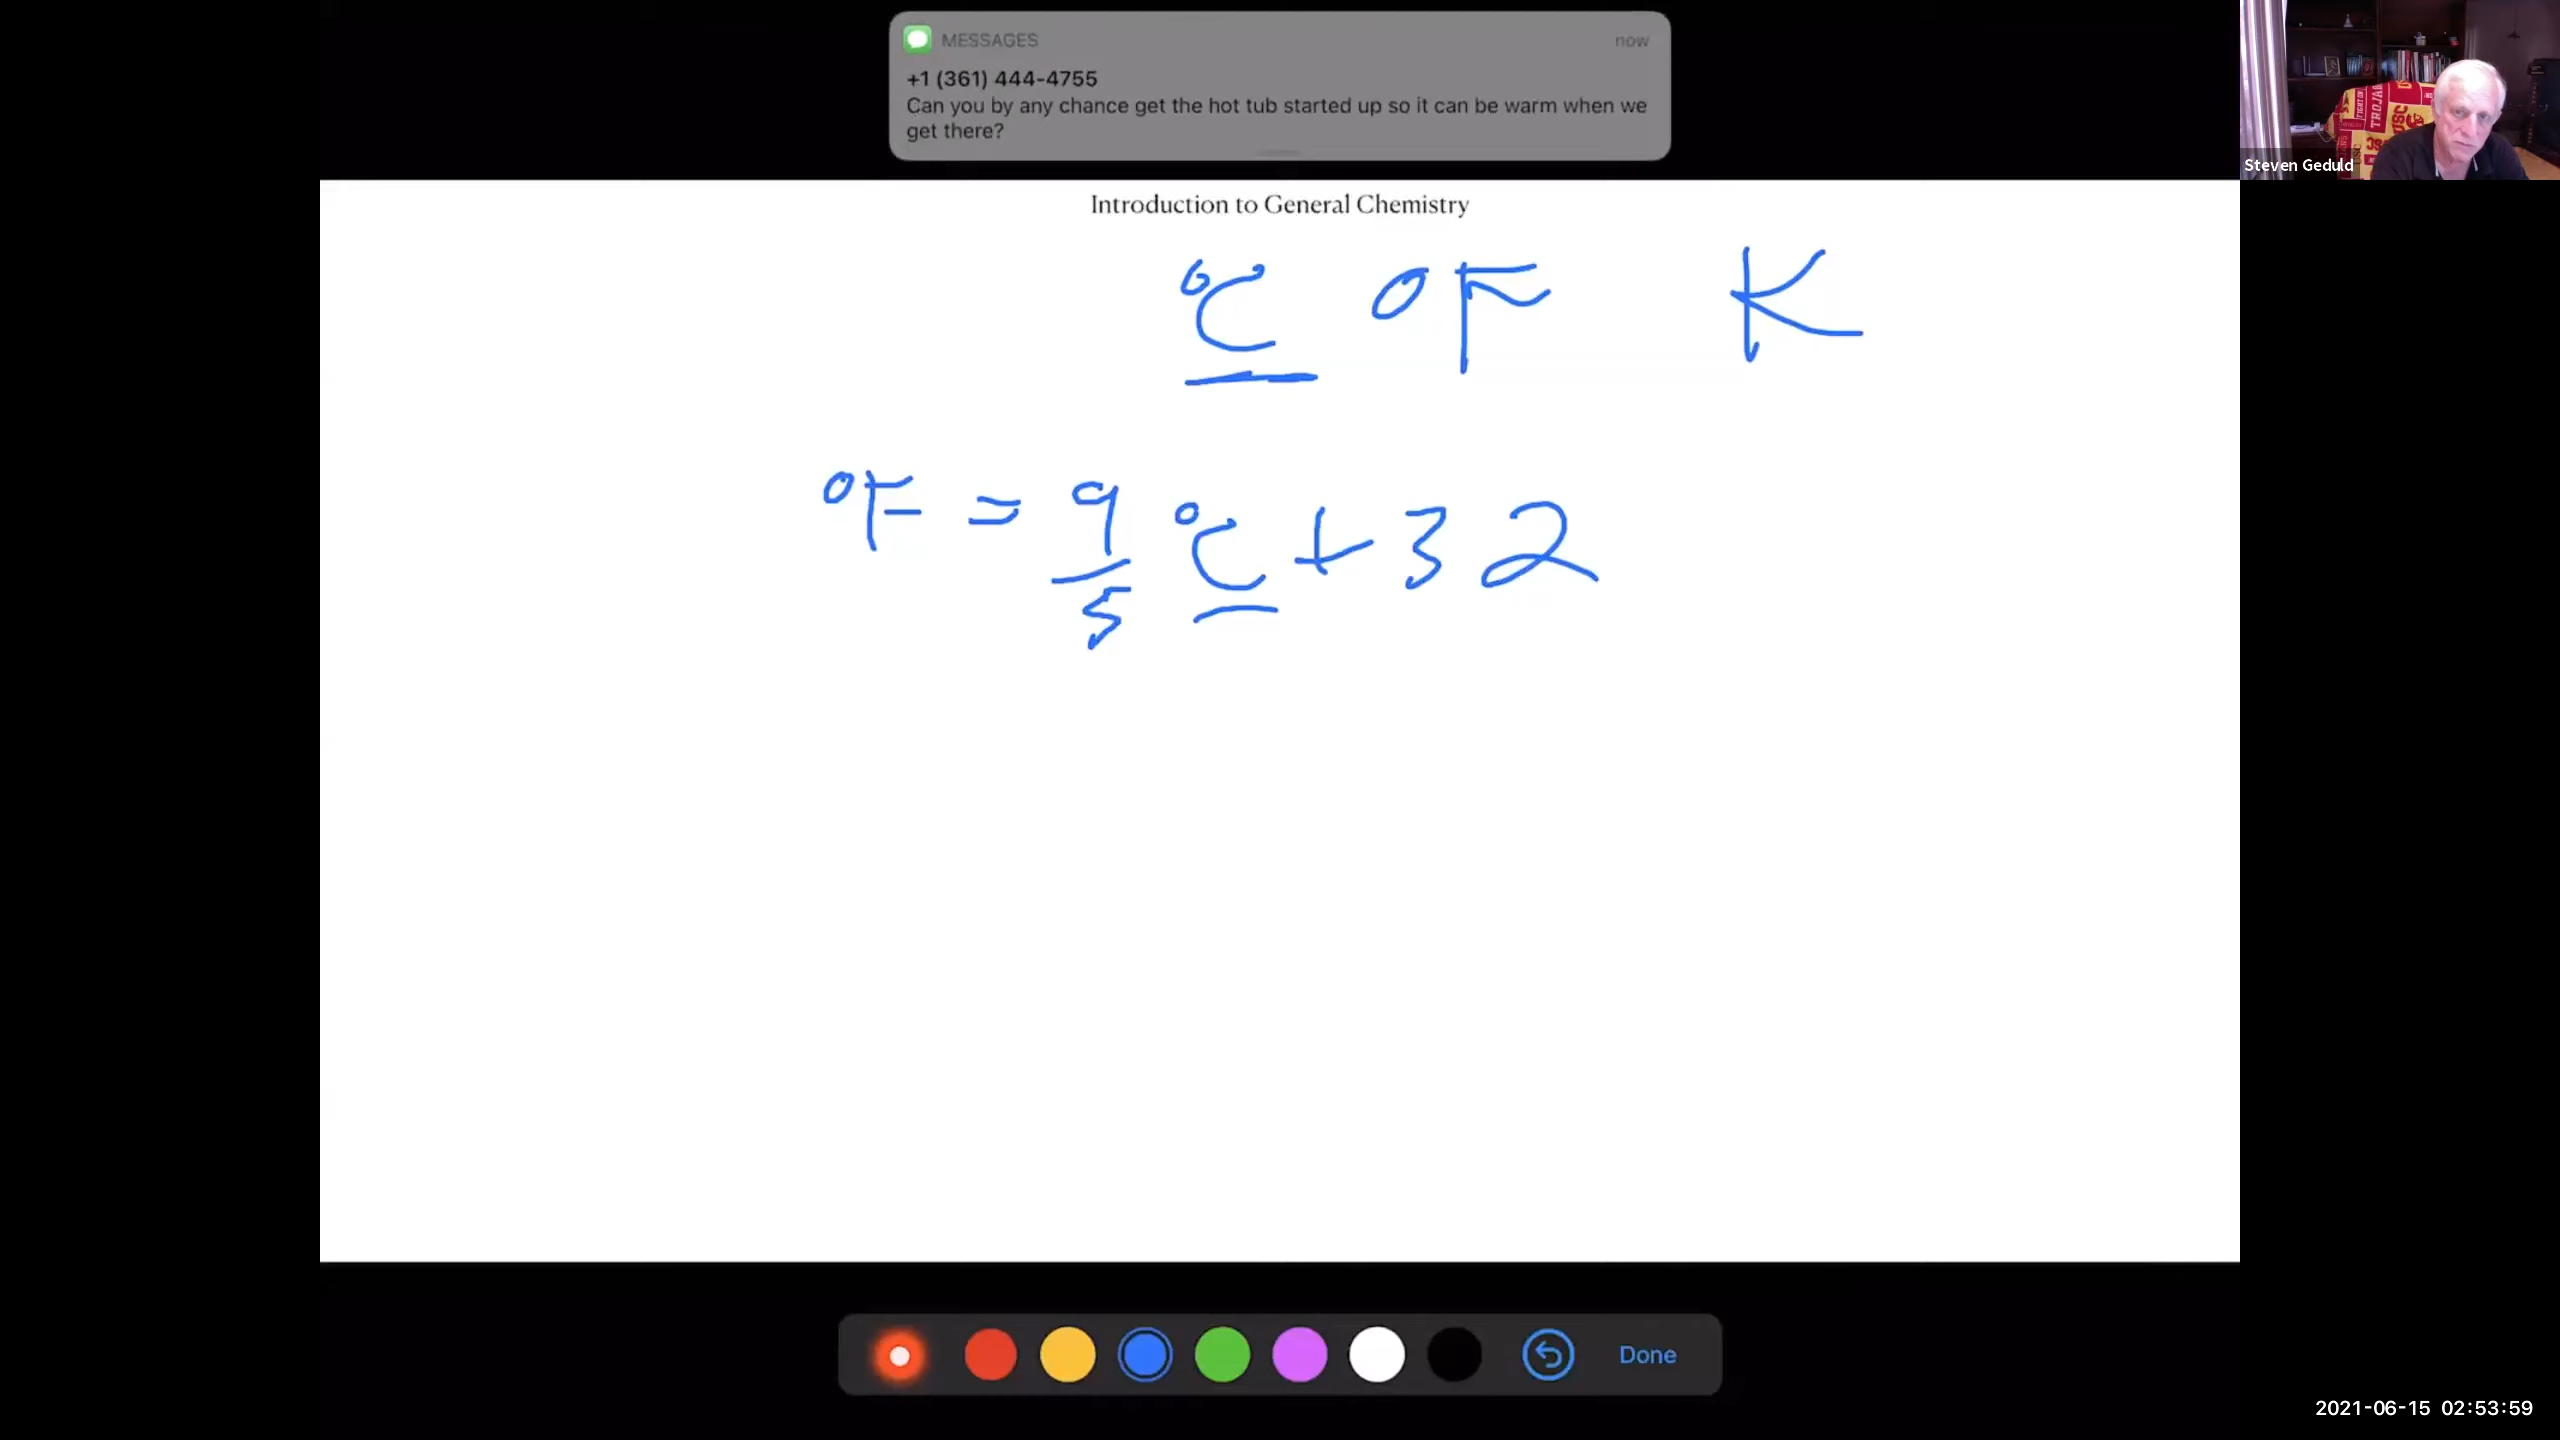 MESSAGES now
+1 (361) 444-4755
Can you by any chance get the hot tub started up so it can be warm when we
get there?
Steven Geduld
Introduction to General Chemistry
°C °F K
°F = 9/5 °C + 32
Done
2021-06-15 02:53:59
TROJAN
USC